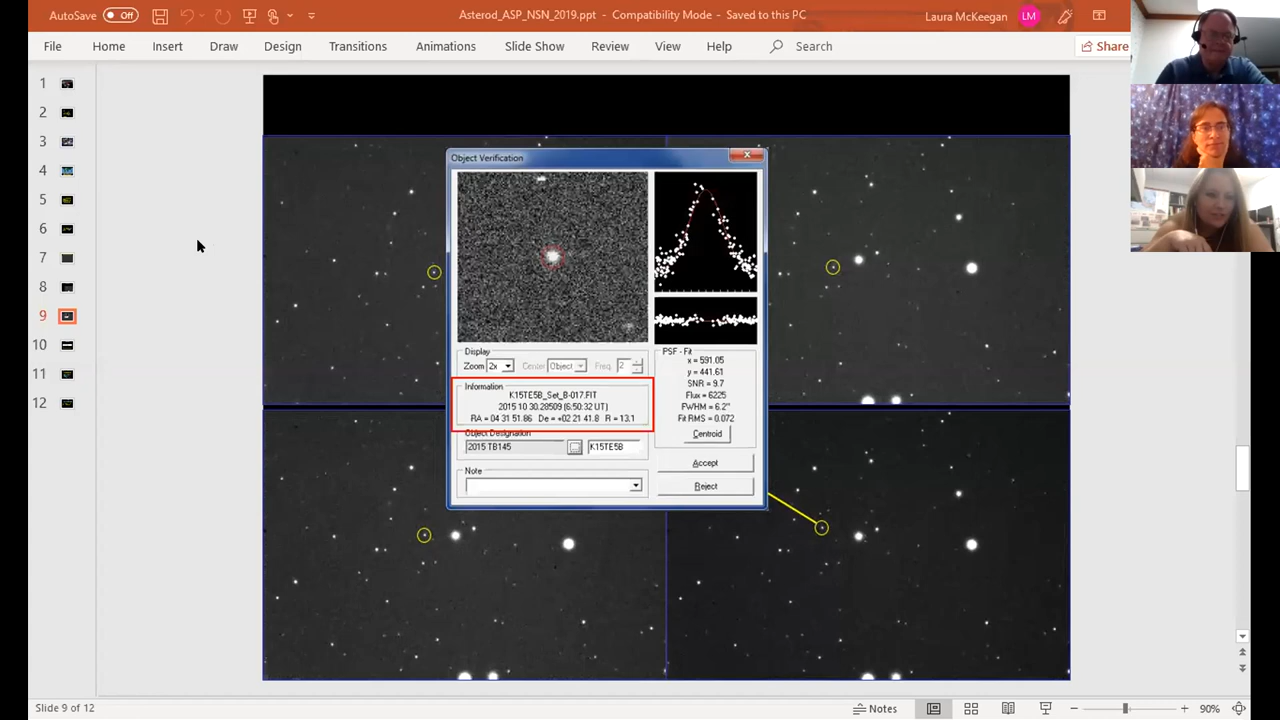 AutoSave Off
Asterod_ASP_NSN_2019.ppt - Compatibility Mode - Saved to this PC
Laura McKeegan LM
File Home Insert Draw Design Transitions Animations Slide Show Review View Help Search Share
1
2
3
4
5
6
7
8
9
10
11
12
Object Verification
Display
Zoom 2x Center Object Freq. 2
Information
K15TE5B_Set_B-017.FIT
2015 10 30.28509 (6:50:32 UT)
RA = 04 31 51.86 De = +02 21 41.8 R = 13.1
Object Designation
2015 TB145 ... K15TE5B
Note
PSF - Fit
x = 591.05
y = 441.61
SNR = 9.7
Flux = 6225
FWHM = 6.2"
Fit RMS = 0.072
Centroid
Accept
Reject
Slide 9 of 12
Notes
90%